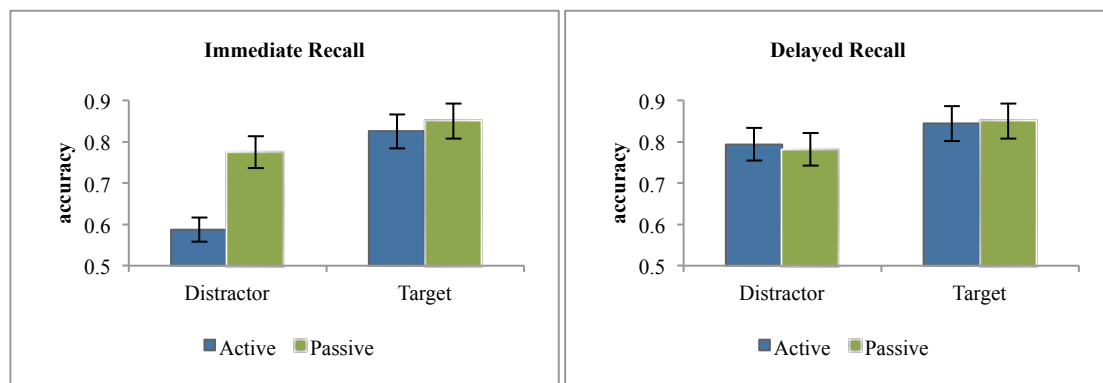 Immediate Recall
accuracy
0.9
0.8
0.7
0.6
0.5
Distractor Target
Active Passive
Delayed Recall
accuracy
0.9
0.8
0.7
0.6
0.5
Distractor Target
Active Passive